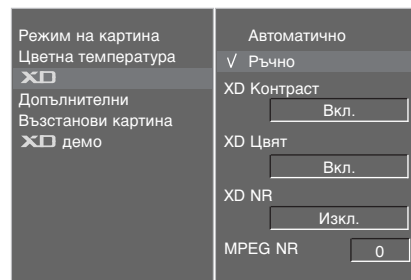 Режим на картина
Цветна температура
XD
Допълнителни
Възстанови картина
XD демо
Автоматично
√ Ръчно
XD Контраст
Вкл.
XD Цвят
Вкл.
XD NR
Изкл.
MPEG NR
0